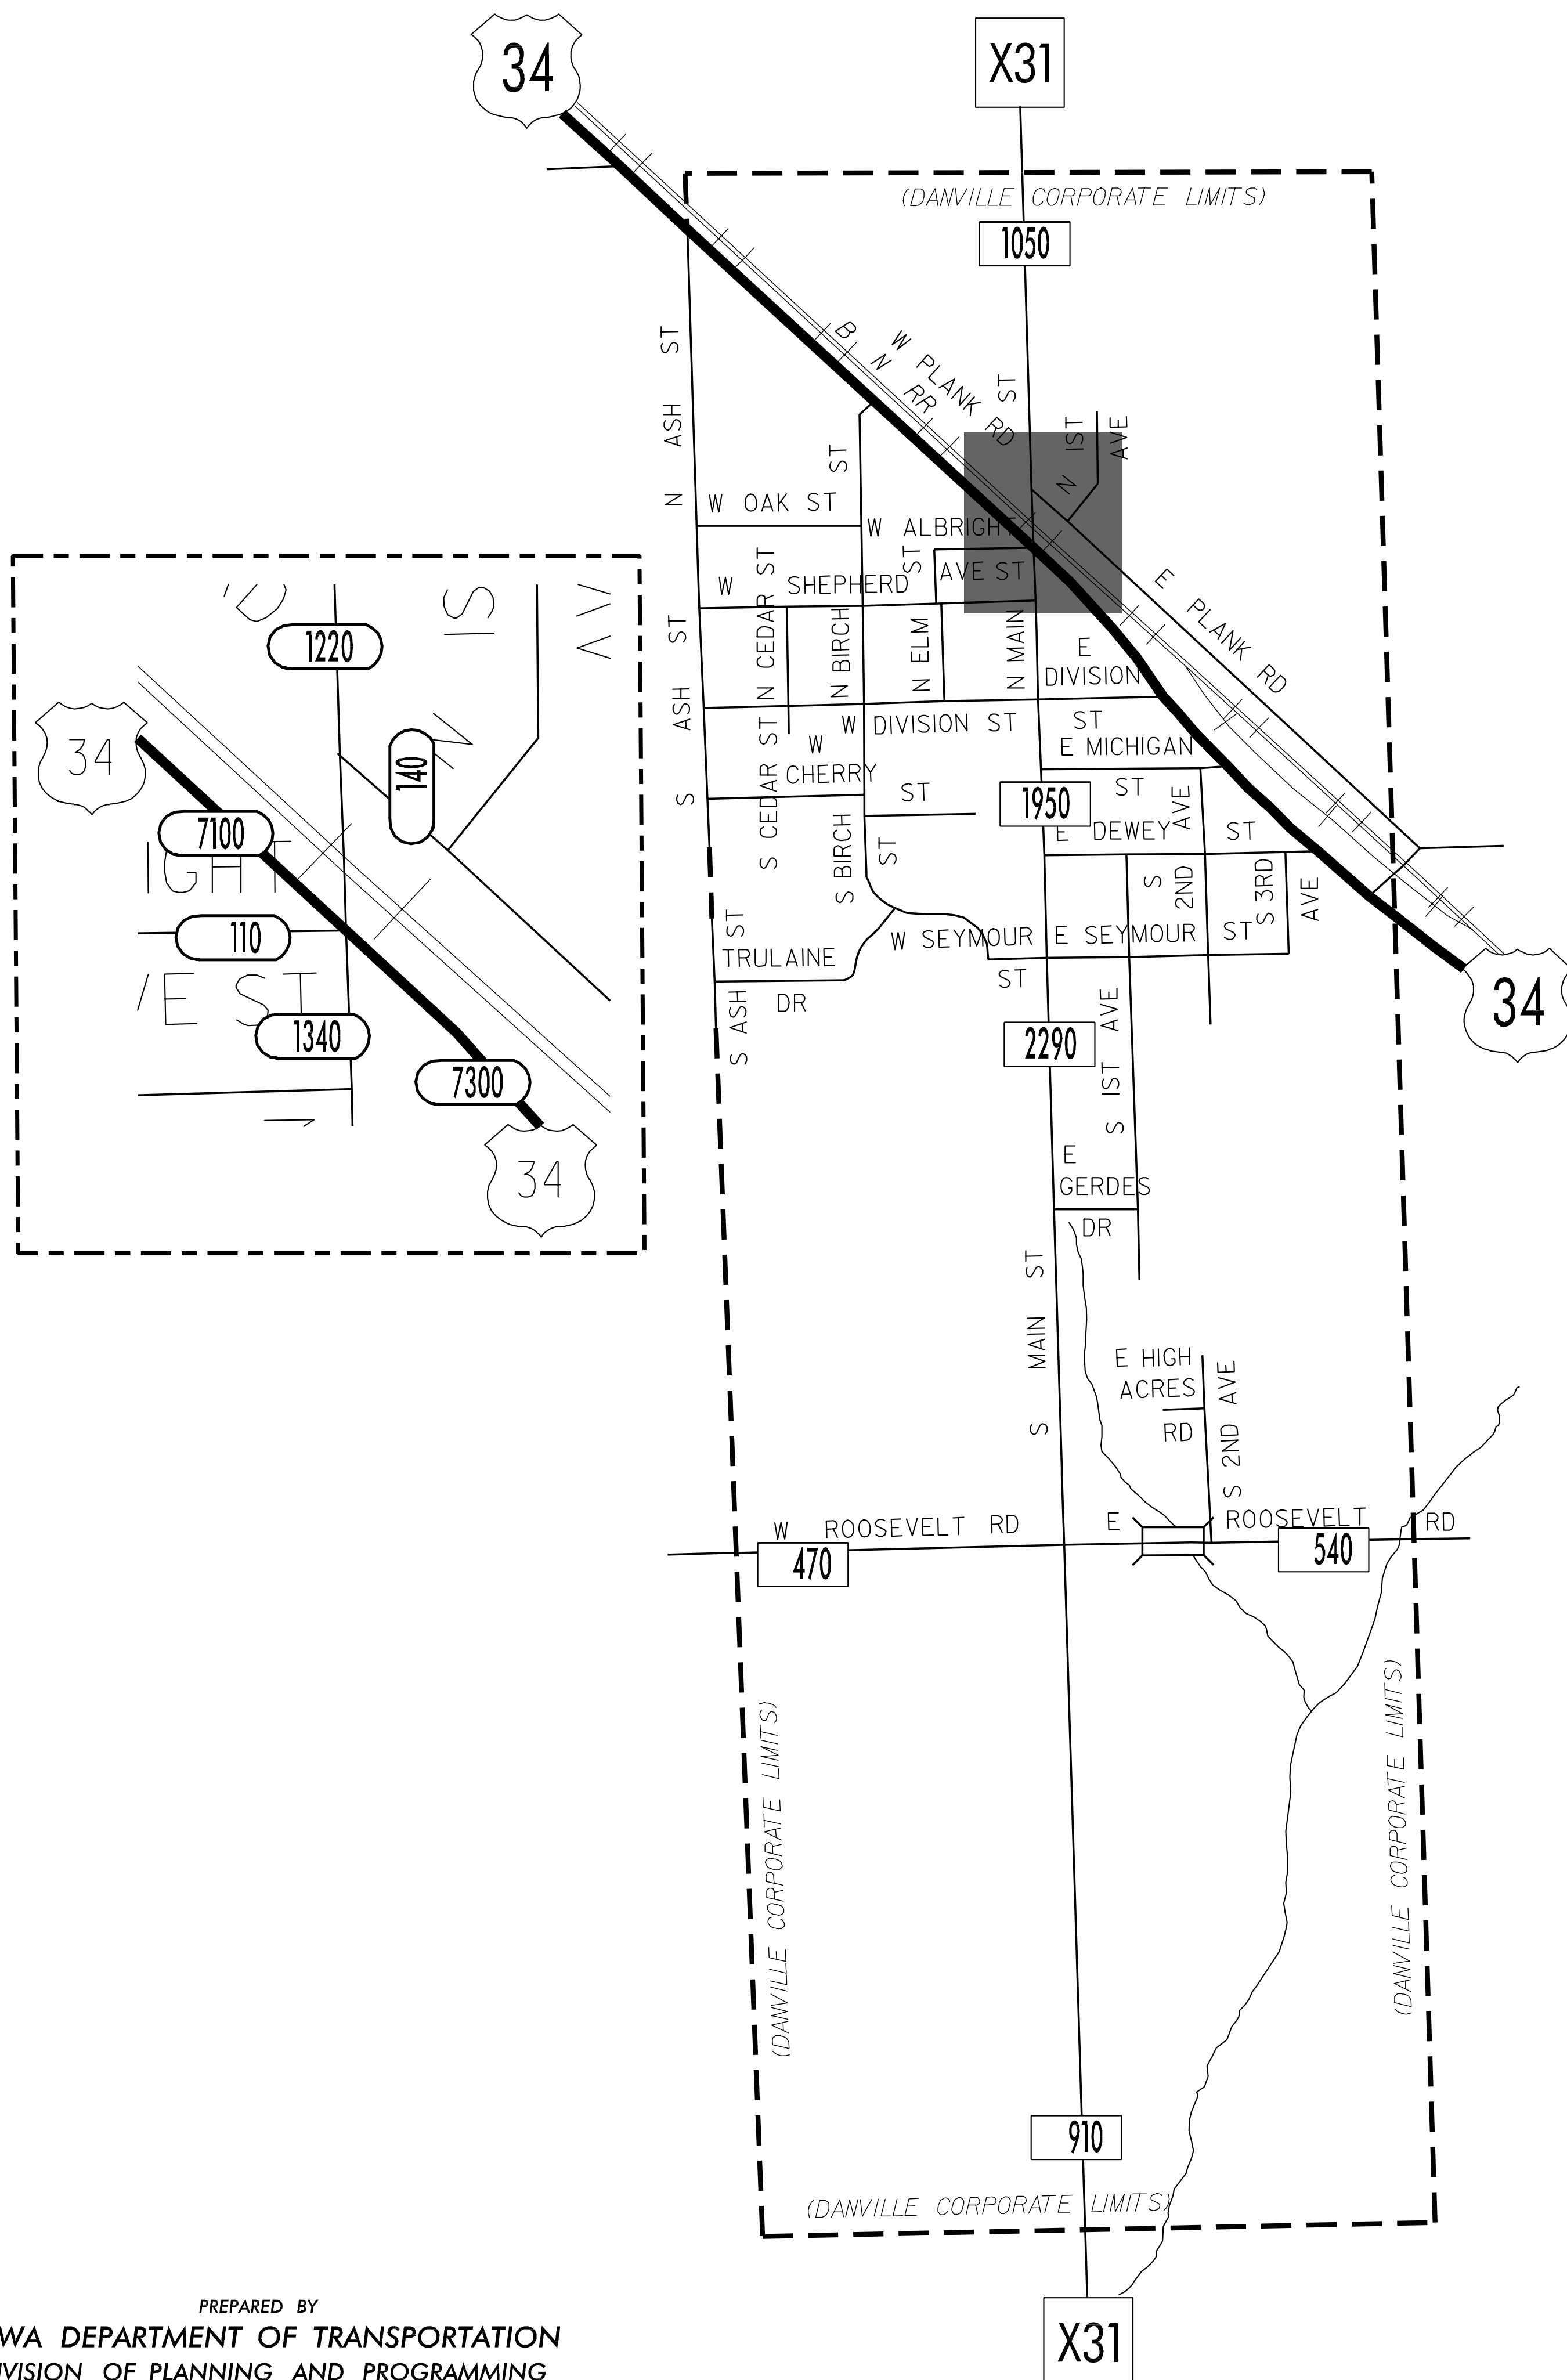 34
X31
(DANVILLE CORPORATE LIMITS)
1050
N ASH ST
B N RR
W PLANK RD
ST
N 1ST AVE
W OAK ST
ST
W ALBRIGHT
ST
AVE ST
W SHEPHERD
N CEDAR ST
N BIRCH
N ELM
N MAIN
E DIVISION
ST
E PLANK RD
S ASH ST
W DIVISION ST
E MICHIGAN
ST
W CHERRY
ST
S CEDAR ST
S BIRCH
ST
1950
E DEWEY ST
S 2ND AVE
S 3RD AVE
W SEYMOUR
ST
E SEYMOUR ST
TRULAINE
DR
S ASH ST
34
2290
S 1ST AVE
E
GERDES
DR
S MAIN ST
E HIGH
ACRES
RD
S 2ND AVE
W ROOSEVELT RD
E ROOSEVELT RD
470
540
(DANVILLE CORPORATE LIMITS)
(DANVILLE CORPORATE LIMITS)
910
(DANVILLE CORPORATE LIMITS)
X31
1220
IS
34
140
N
7100
IGHT
110
E ST
1340
7300
34
PREPARED BY
WA DEPARTMENT OF TRANSPORTATION
VISION OF PLANNING AND PROGRAMMING